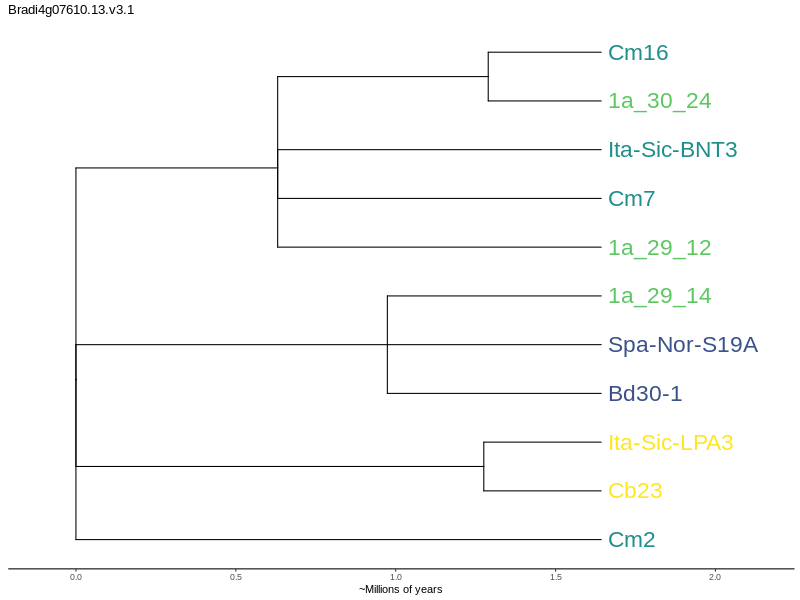 Bradi4g07610.13.v3.1
Cm16
1a_30_24
Ita-Sic-BNT3
Cm7
1a_29_12
1a_29_14
Spa-Nor-S19A
Bd30-1
Ita-Sic-LPA3
Cb23
Cm2
0.0 0.5 1.0 1.5 2.0
~Millions of years